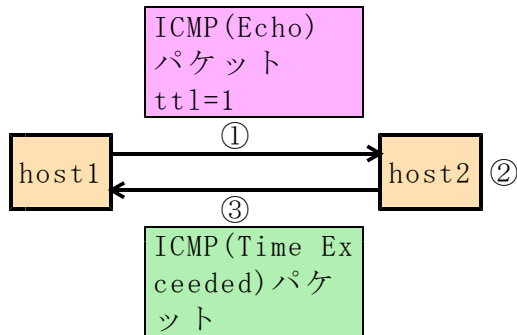 ICMP(Echo)
パケット
ttl=1
①
host1
host2
②
③
ICMP(Time Ex
ceeded)パケ
ット